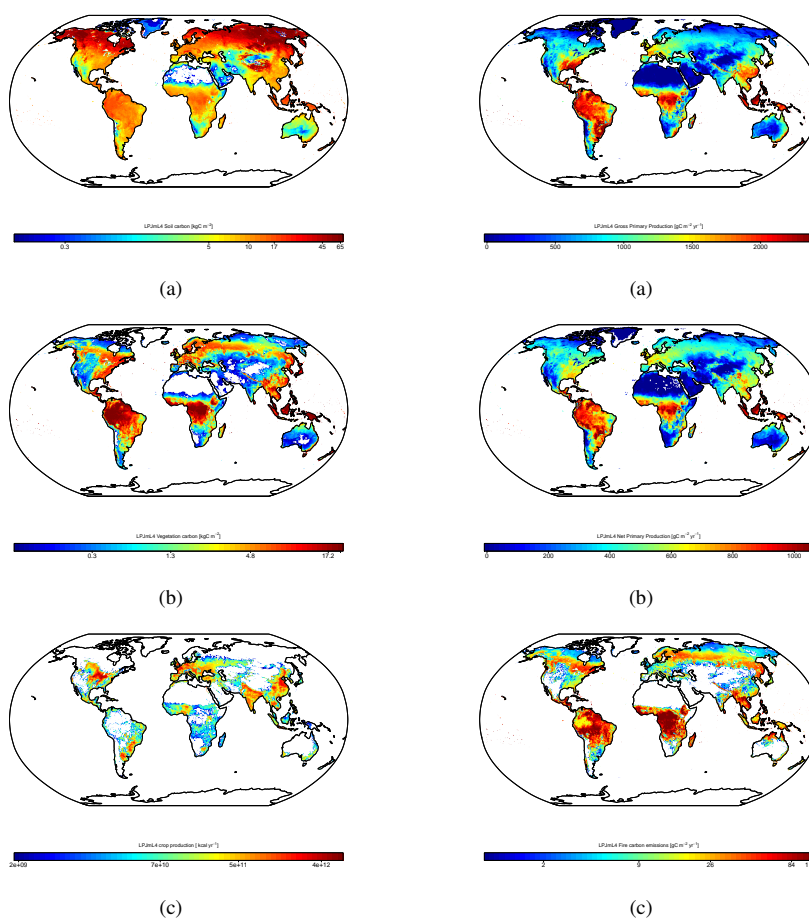 LPJmL4 Soil carbon [kgC m⁻²]
0.3 5 10 17 45 65
(a)
LPJmL4 Gross Primary Production [gC m⁻² yr⁻¹]
0 500 1000 1500 2000
(a)
LPJmL4 Vegetation carbon [kgC m⁻²]
0.3 1.3 4.8 17.2
(b)
LPJmL4 Net Primary Production [gC m⁻² yr⁻¹]
0 200 400 600 800 1000
(b)
LPJmL4 crop production [ kcal yr⁻¹]
2e+09 7e+10 5e+11 4e+12
(c)
LPJmL4 Fire carbon emissions [gC m⁻² yr⁻¹]
2 9 26 84
(c)